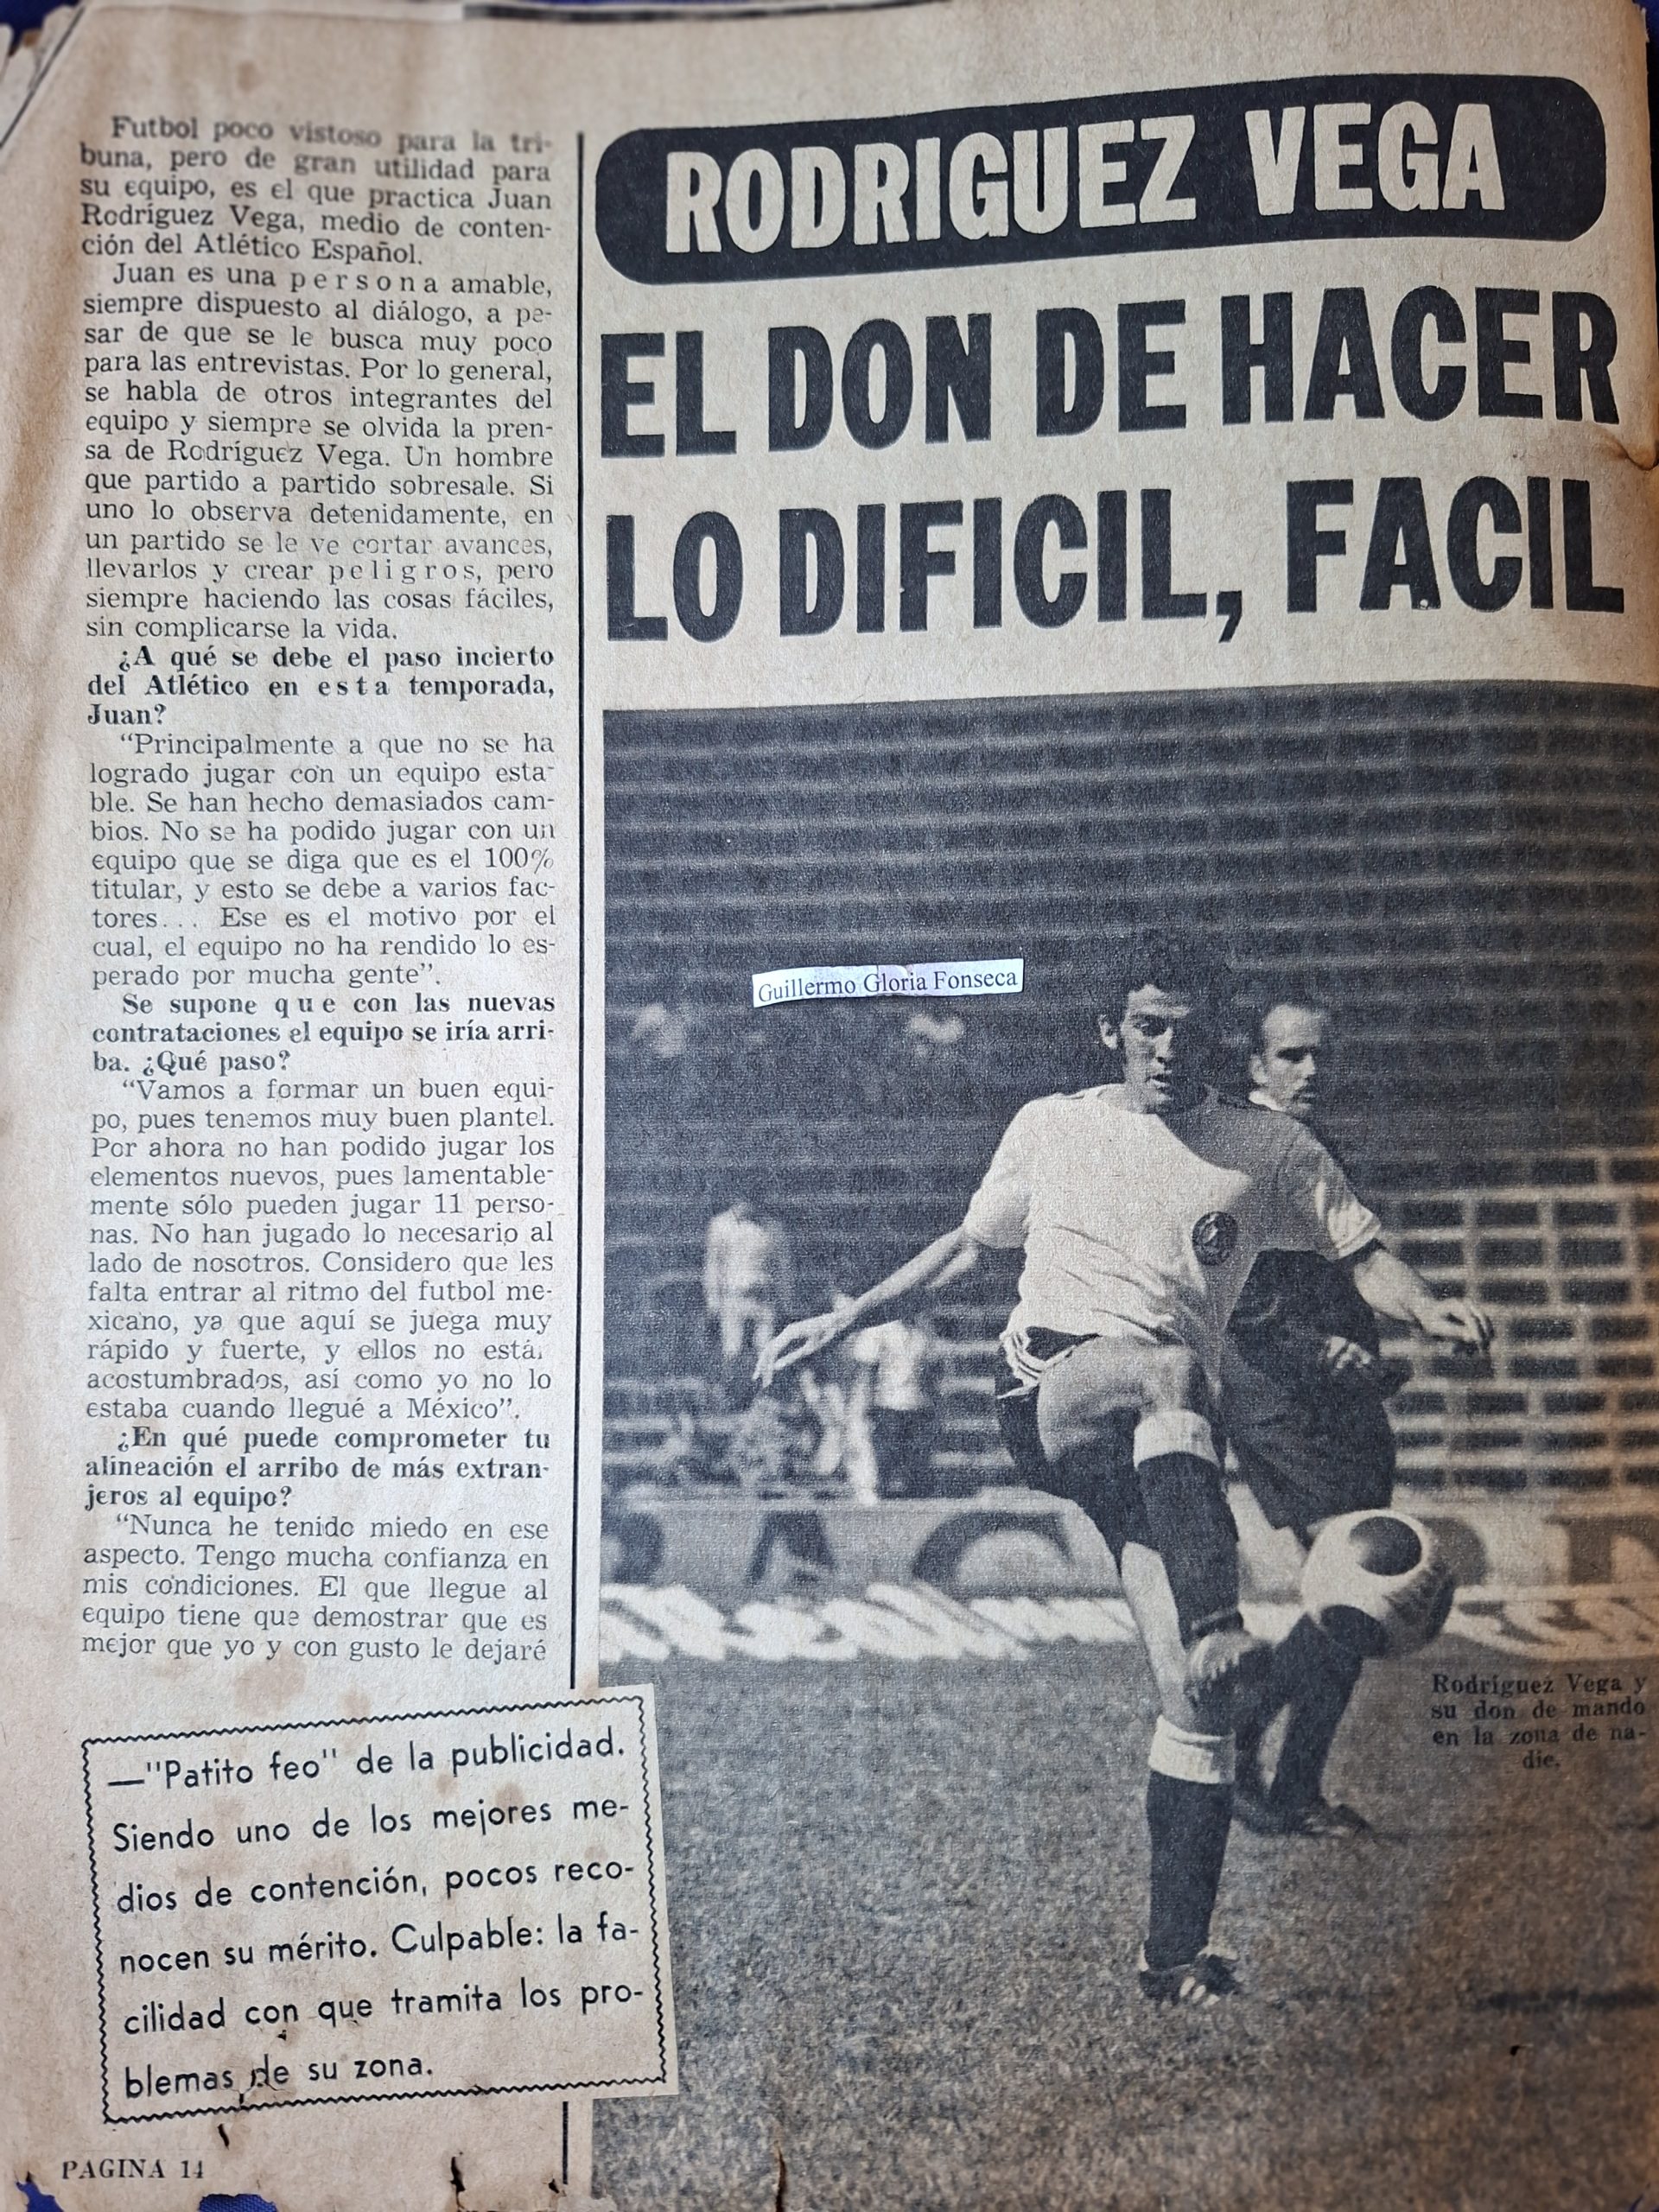 Futbol poco vistoso para la tri-
buna, pero de gran utilidad para
su equipo, es el que practica Juan
Rodríguez Vega, medio de conten-
ción del Atlético Español.
Juan es una persona amable,
siempre dispuesto al diálogo, a pe-
sar de que se le busca muy poco
para las entrevistas. Por lo general,
se habla de otros integrantes del
equipo y siempre se olvida la pren-
sa de Rodríguez Vega. Un hombre
que partido a partido sobresale. Si
uno lo observa detenidamente, en
un partido se le ve cortar avances,
llevarlos y crear peligros, pero
siempre haciendo las cosas fáciles,
sin complicarse la vida.
¿A qué se debe el paso incierto
del Atlético en esta temporada,
Juan?
"Principalmente a que no se ha
logrado jugar con un equipo esta-
ble. Se han hecho demasiados cam-
bios. No se ha podido jugar con un
equipo que se diga que es el 100%
titular, y esto se debe a varios fac-
tores... Ese es el motivo por el
cual, el equipo no ha rendido lo es-
perado por mucha gente".
Se supone que con las nuevas
contrataciones el equipo se iría arri-
ba. ¿Qué paso?
"Vamos a formar un buen equi-
po, pues tenemos muy buen plantel.
Por ahora no han podido jugar los
elementos nuevos, pues lamentable-
mente sólo pueden jugar 11 perso-
nas. No han jugado lo necesario al
lado de nosotros. Considero que les
falta entrar al ritmo del futbol me-
xicano, ya que aquí se juega muy
rápido y fuerte, y ellos no está
acostumbrados, así como yo no lo
estaba cuando llegué a México".
¿En qué puede comprometer tu
alineación el arribo de más extran-
jeros al equipo?
"Nunca he tenido miedo en ese
aspecto. Tengo mucha confianza en
mis condiciones. El que llegue al
equipo tiene que demostrar que es
mejor que yo y con gusto le dejaré
—"Patito feo" de la publicidad.
Siendo uno de los mejores me-
dios de contención, pocos reco-
nocen su mérito. Culpable: la fa-
cilidad con que tramita los pro-
blemas de su zona.
PAGINA 14
RODRIGUEZ VEGA
EL DON DE HACER
LO DIFICIL, FACIL
Guillermo Gloria Fonseca
Rodríguez Vega y
su don de mando
en la zona de na-
die.